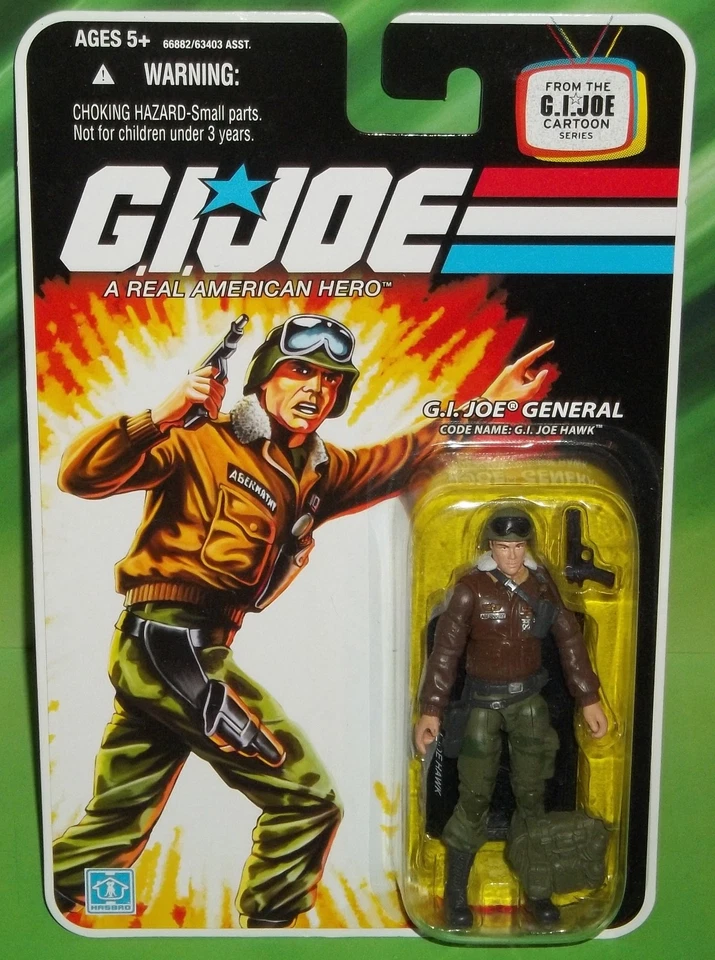 AGES 5+ 66882/63403 ASST.
WARNING:
CHOKING HAZARD-Small parts.
Not for children under 3 years.
FROM THE
G.I.JOE
CARTOON
SERIES
G.I.JOE
A REAL AMERICAN HERO™
G.I. JOE® GENERAL
CODE NAME: G.I. JOE HAWK™
ABERNATHY
HASBRO